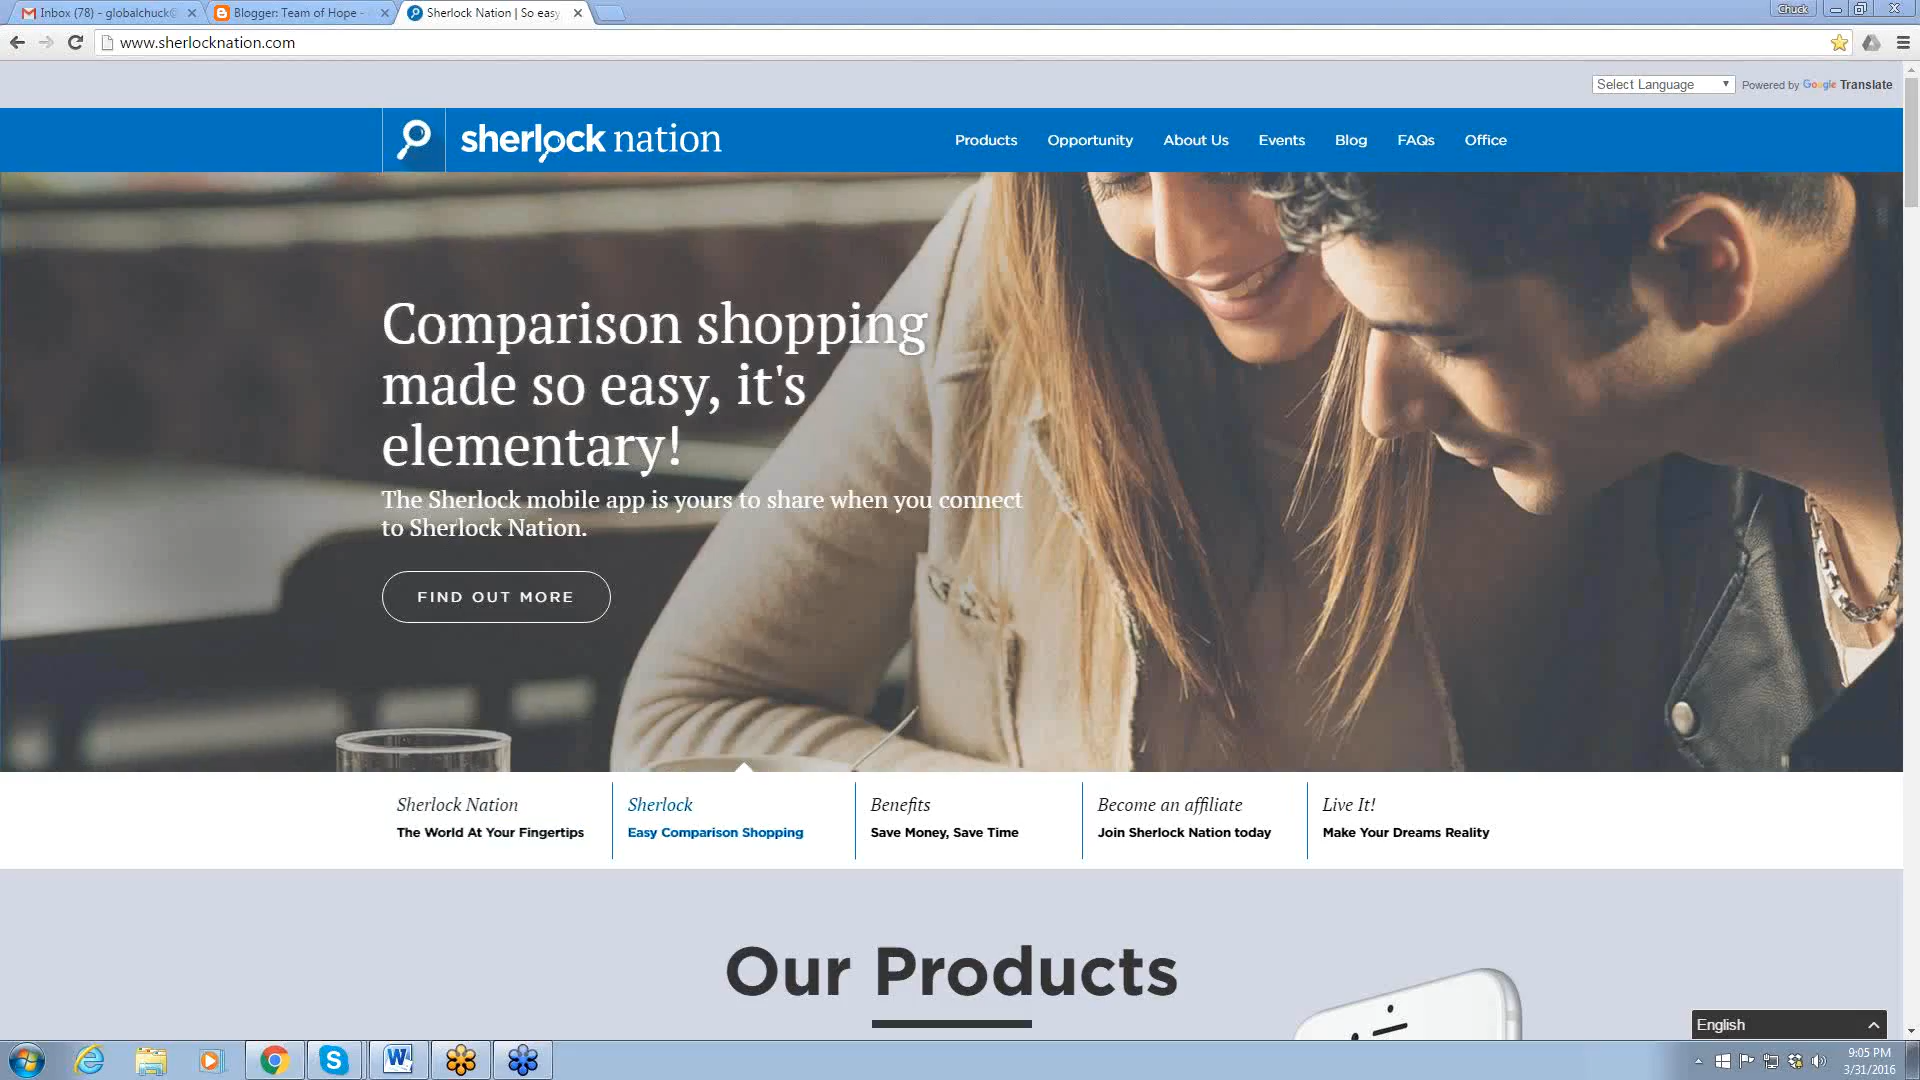 Inbox (78) - globalchuck@
Blogger: Team of Hope -
Sherlock Nation | So easy,
Chuck
www.sherlocknation.com
Select Language
Powered by Google Translate
sherlock nation
Products
Opportunity
About Us
Events
Blog
FAQs
Office
Comparison shopping
made so easy, it's
elementary!
The Sherlock mobile app is yours to share when you connect
to Sherlock Nation.
FIND OUT MORE
Sherlock Nation
The World At Your Fingertips
Sherlock
Easy Comparison Shopping
Benefits
Save Money, Save Time
Become an affiliate
Join Sherlock Nation today
Live It!
Make Your Dreams Reality
Our Products
English
9:05 PM
3/31/2016